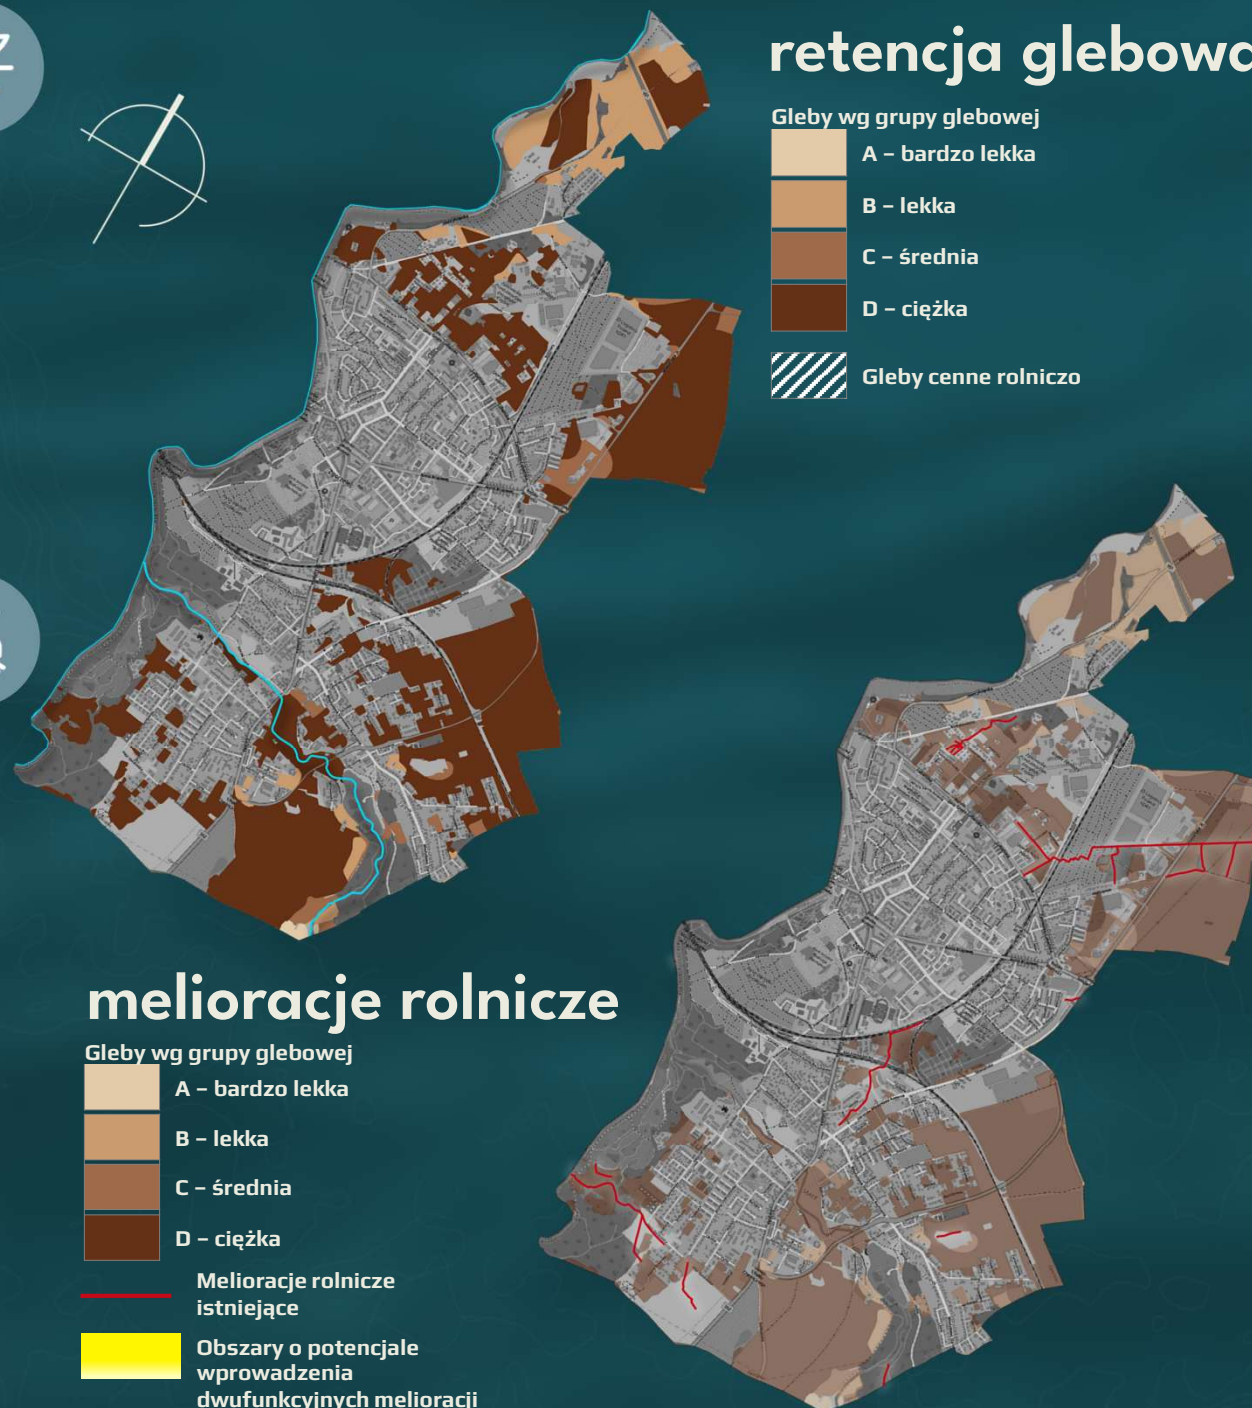 retencja glebowa
Gleby wg grupy glebowej
A – bardzo lekka
B – lekka
C – średnia
D – ciężka
Gleby cenne rolniczo
melioracje rolnicze
Gleby wg grupy glebowej
A – bardzo lekka
B – lekka
C – średnia
D – ciężka
Melioracje rolnicze
istniejące
Obszary o potencjale
wprowadzenia
dwufunkcyjnych melioracji